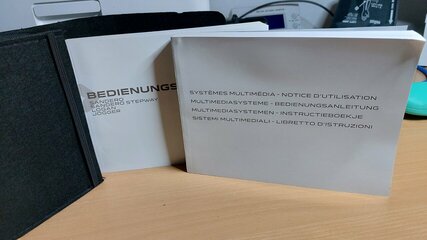 BEDIENUNGS
SANDERO
SANDERO STEPWAY
LOGAN
JOGGER
SYSTÈMES MULTIMÉDIA - NOTICE D'UTILISATION
MULTIMEDIASYSTEME - BEDIENUNGSANLEITUNG
MULTIMEDIASYSTEMEN - INSTRUCTIEBOEKJE
SISTEMI MULTIMEDIALI - LIBRETTO D'ISTRUZIONI